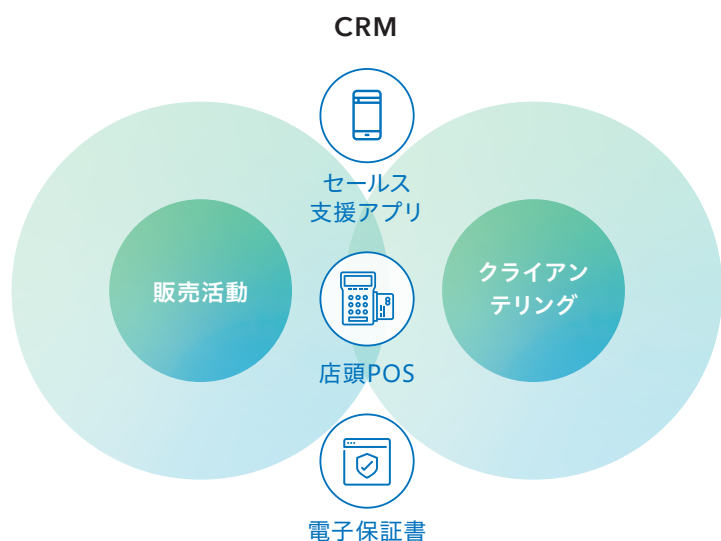 CRM
セールス
支援アプリ
販売活動
クライアン
テリング
店頭POS
電子保証書